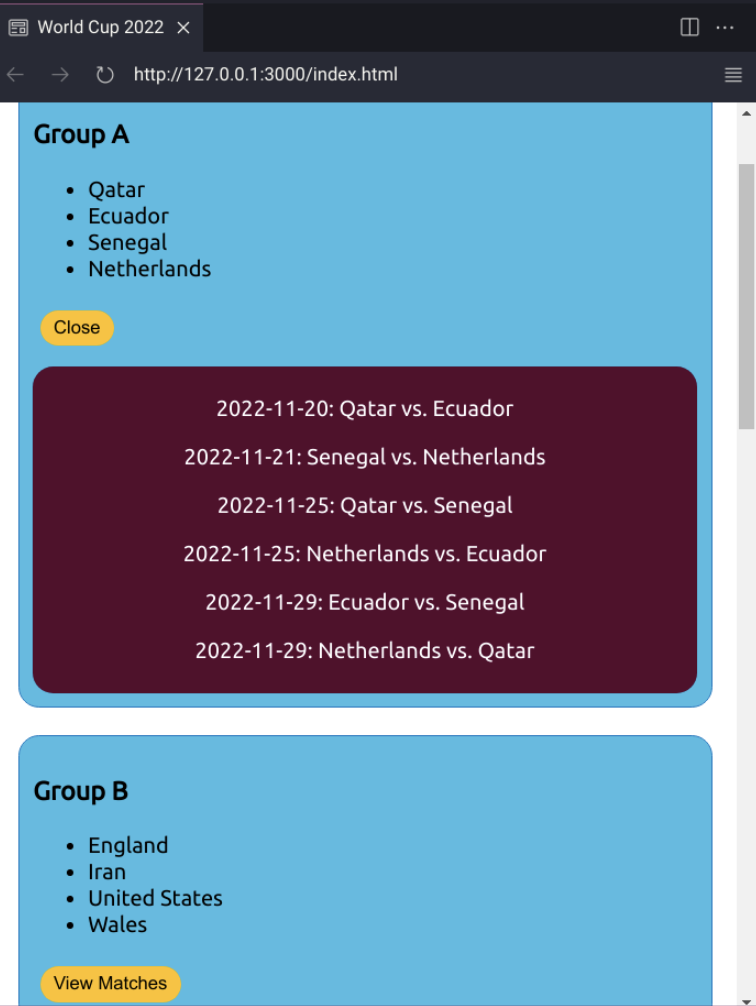 World Cup 2022
http://127.0.0.1:3000/index.html
Group A
Qatar
Ecuador
Senegal
Netherlands
Close
2022-11-20: Qatar vs. Ecuador
2022-11-21: Senegal vs. Netherlands
2022-11-25: Qatar vs. Senegal
2022-11-25: Netherlands vs. Ecuador
2022-11-29: Ecuador vs. Senegal
2022-11-29: Netherlands vs. Qatar
Group B
England
Iran
United States
Wales
View Matches